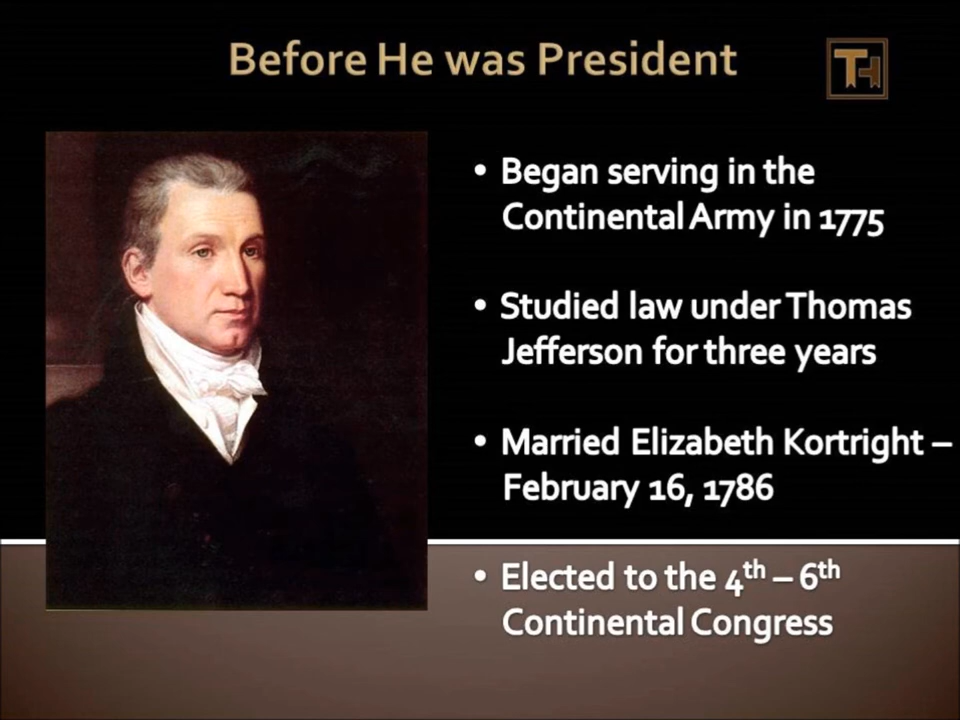 Before He was President
TH
• Began serving in the
Continental Army in 1775
• Studied law under Thomas
Jefferson for three years
• Married Elizabeth Kortright –
February 16, 1786
• Elected to the 4th – 6th
Continental Congress